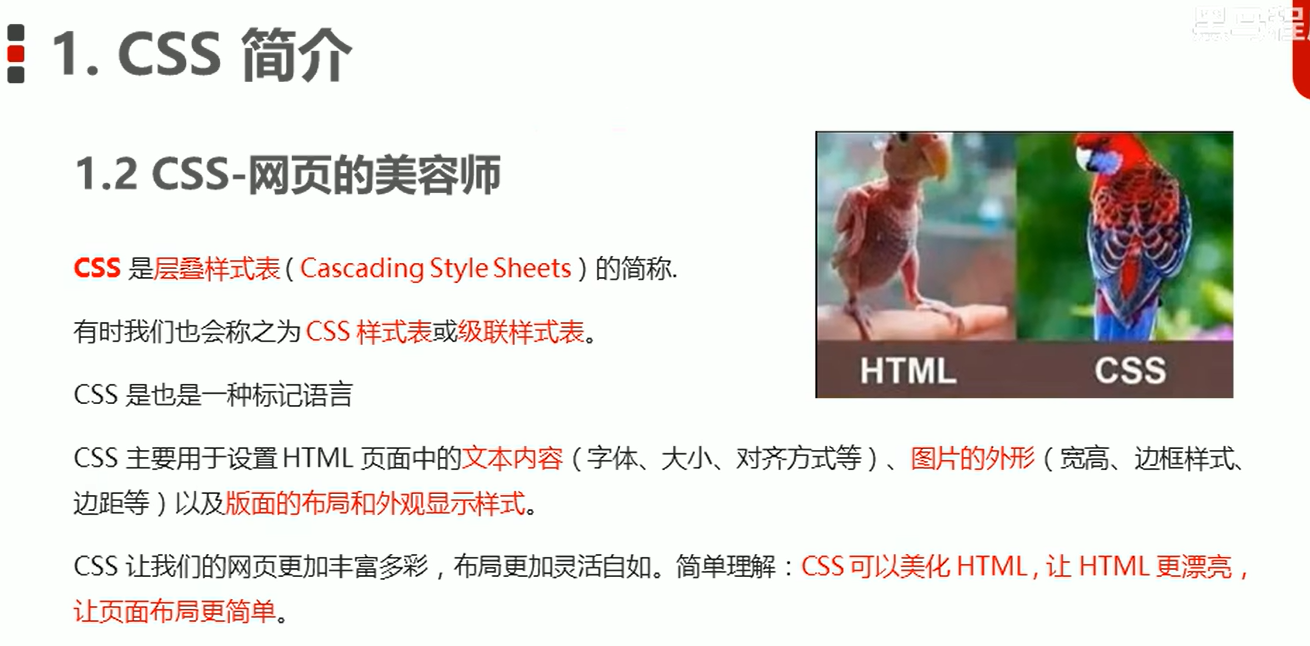 1. CSS 简介
1.2 CSS-网页的美容师
CSS 是层叠样式表 ( Cascading Style Sheets ) 的简称.
有时我们也会称之为 CSS 样式表或级联样式表。
CSS 是也是一种标记语言
HTML
CSS
CSS 主要用于设置 HTML 页面中的文本内容（字体、大小、对齐方式等）、图片的外形（宽高、边框样式、
边距等）以及版面的布局和外观显示样式。
CSS 让我们的网页更加丰富多彩，布局更加灵活自如。简单理解：CSS 可以美化 HTML , 让 HTML 更漂亮，
让页面布局更简单。